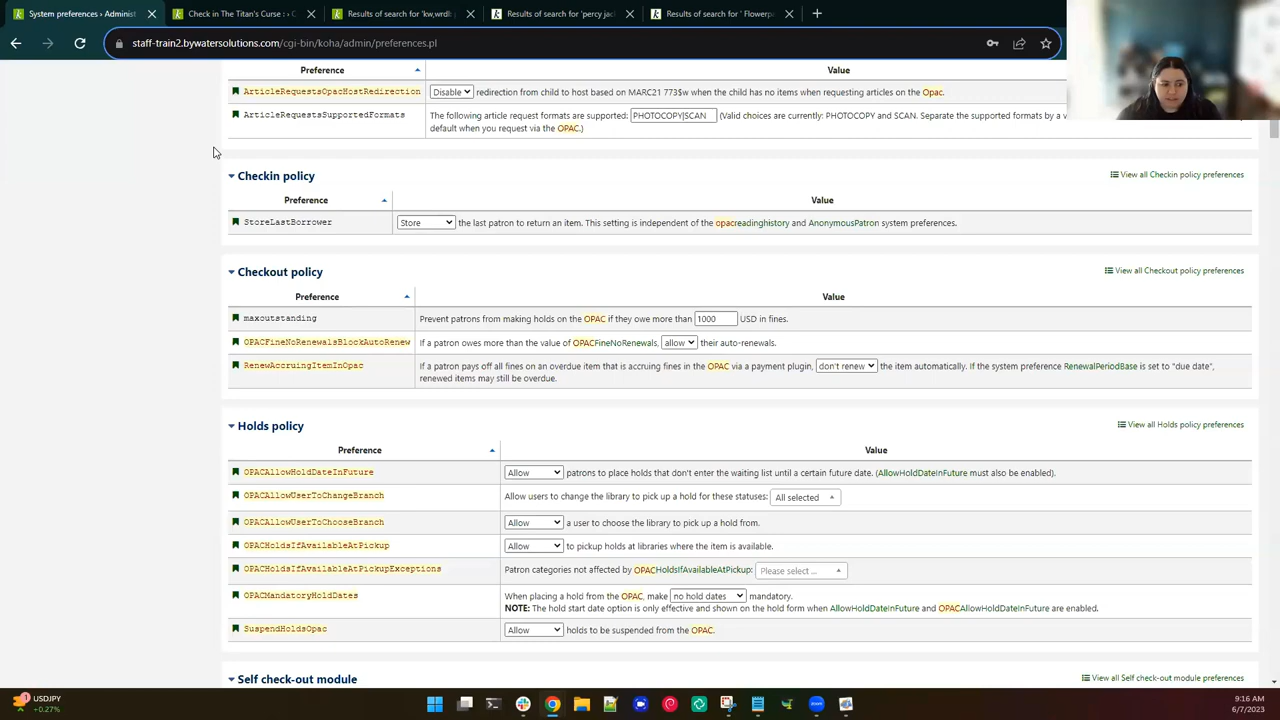 System preferences › Administ
Check in The Titan's Curse : › C
Results of search for 'kw,wrdl:
Results of search for 'percy jac
Results of search for ' Flowerp
staff-train2.bywatersolutions.com/cgi-bin/koha/admin/preferences.pl
Preference Value
ArticleRequestsOpacHostRedirection Disable redirection from child to host based on MARC21 773$w when the child has no items when requesting articles on the Opac.
ArticleRequestsSupportedFormats The following article request formats are supported: PHOTOCOPY|SCAN (Valid choices are currently: PHOTOCOPY and SCAN. Separate the supported formats by a v
default when you request via the OPAC.)
Checkin policy View all Checkin policy preferences
Preference Value
StoreLastBorrower Store the last patron to return an item. This setting is independent of the opacreadinghistory and AnonymousPatron system preferences.
Checkout policy View all Checkout policy preferences
Preference Value
maxoutstanding Prevent patrons from making holds on the OPAC if they owe more than 1000 USD in fines.
OPACFineNoRenewalsBlockAutoRenew If a patron owes more than the value of OPACFineNoRenewals, allow their auto-renewals.
RenewAccruingItemInOpac If a patron pays off all fines on an overdue item that is accruing fines in the OPAC via a payment plugin, don't renew the item automatically. If the system preference RenewalPeriodBase is set to "due date",
renewed items may still be overdue.
Holds policy View all Holds policy preferences
Preference Value
OPACAllowHoldDateInFuture Allow patrons to place holds that don't enter the waiting list until a certain future date. (AllowHoldDateInFuture must also be enabled).
OPACAllowUserToChangeBranch Allow users to change the library to pick up a hold for these statuses: All selected
OPACAllowUserToChooseBranch Allow a user to choose the library to pick up a hold from.
OPACHoldsIfAvailableAtPickup Allow to pickup holds at libraries where the item is available.
OPACHoldsIfAvailableAtPickupExceptions Patron categories not affected by OPACHoldsIfAvailableAtPickup: Please select ...
OPACMandatoryHoldDates When placing a hold from the OPAC, make no hold dates mandatory.
NOTE: The hold start date option is only effective and shown on the hold form when AllowHoldDateInFuture and OPACAllowHoldDateInFuture are enabled.
SuspendHoldsOpac Allow holds to be suspended from the OPAC.
Self check-out module View all Self check-out module preferences
1
USDJPY
+0.27%
9:16 AM
6/7/2023